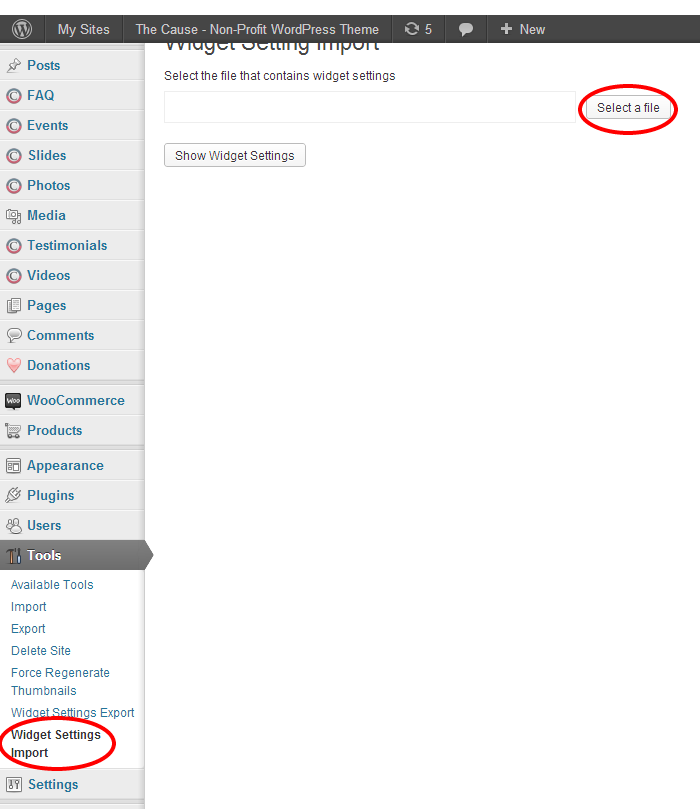 My Sites
The Cause - Non-Profit WordPress Theme
5
New
Widget Setting Import
Select the file that contains widget settings
Select a file
Show Widget Settings
Posts
FAQ
Events
Slides
Photos
Media
Testimonials
Videos
Pages
Comments
Donations
Woo
WooCommerce
Products
Appearance
Plugins
Users
Tools
Available Tools
Import
Export
Delete Site
Force Regenerate
Thumbnails
Widget Settings Export
Widget Settings
Import
Settings